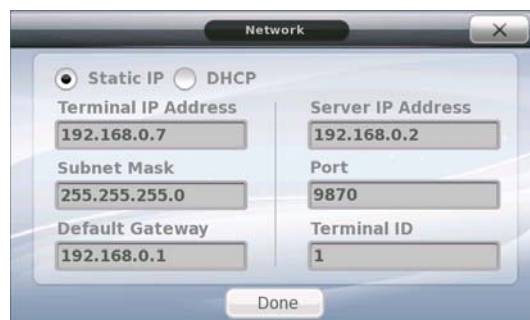 Network
Static IP DHCP
Terminal IP Address
192.168.0.7
Subnet Mask
255.255.255.0
Default Gateway
192.168.0.1
Server IP Address
192.168.0.2
Port
9870
Terminal ID
1
Done